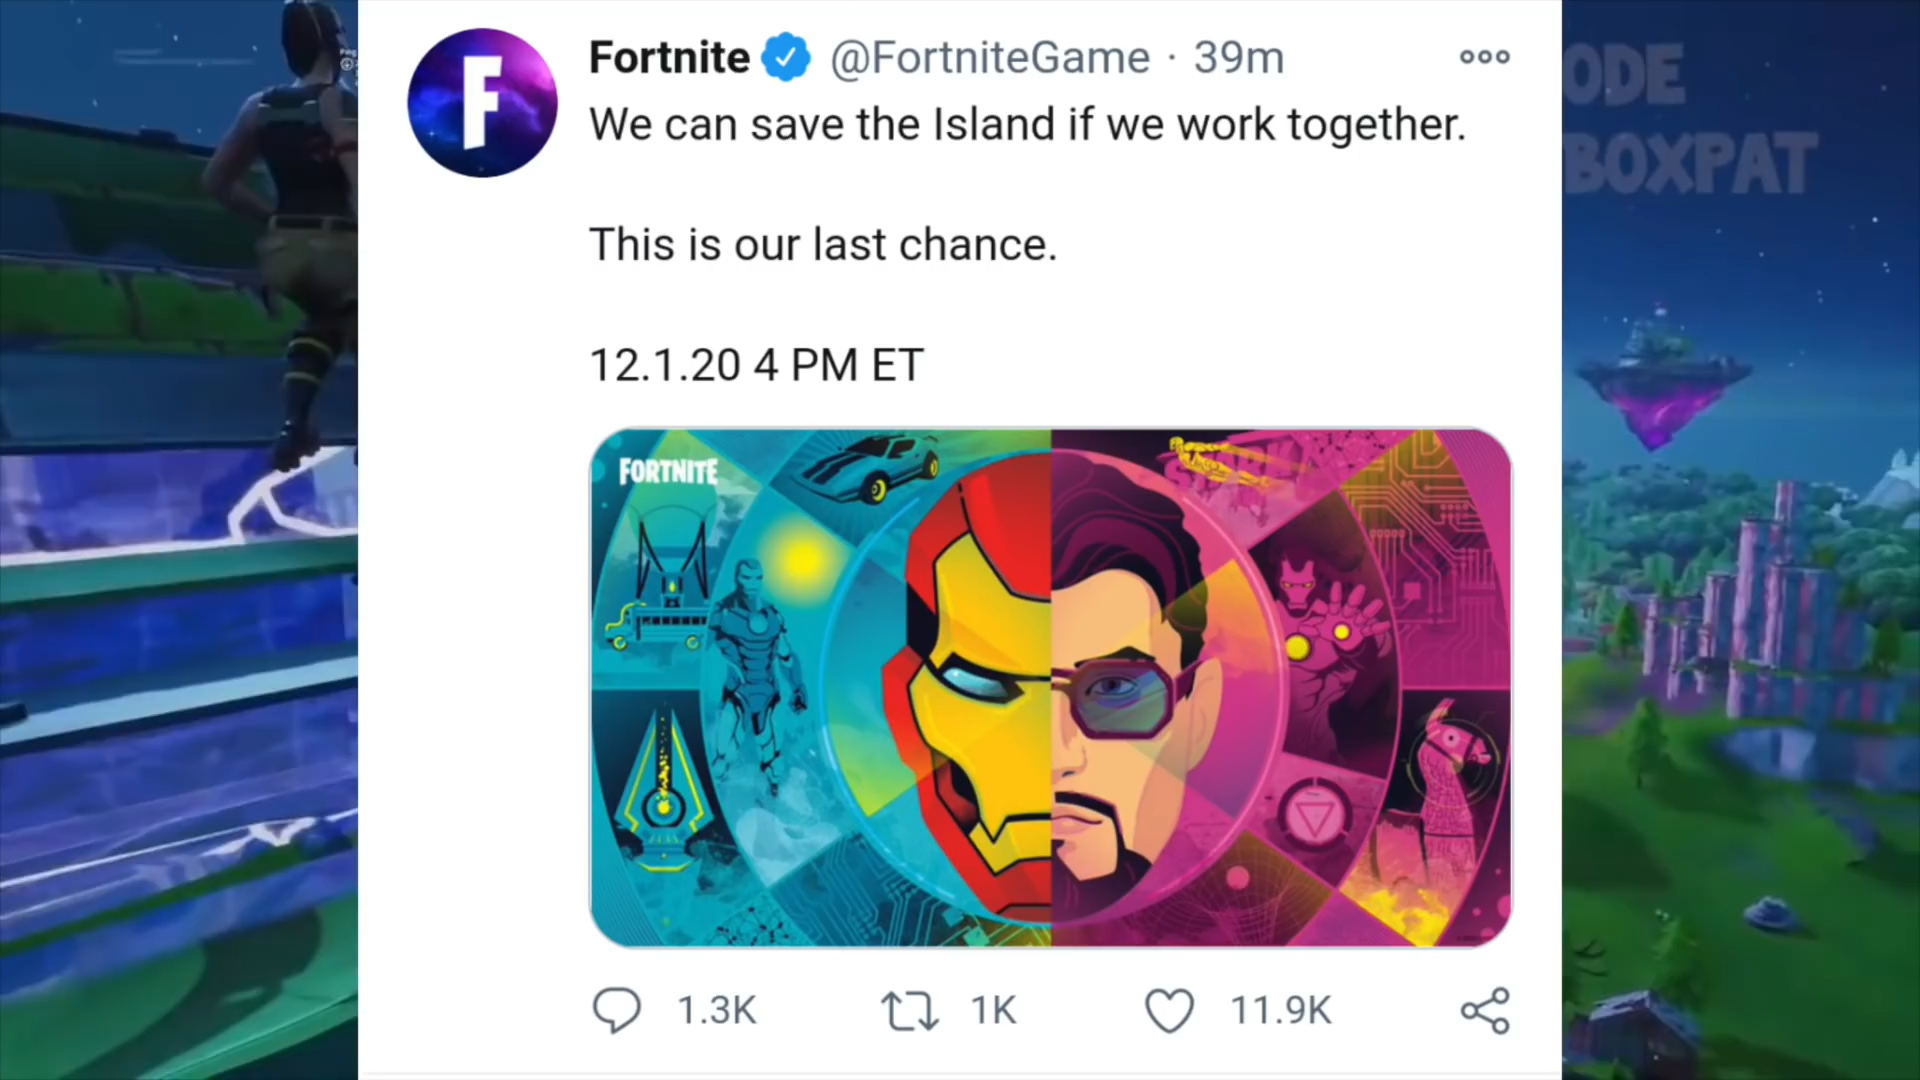 Fortnite @FortniteGame · 39m
We can save the Island if we work together.
This is our last chance.
12.1.20 4 PM ET
FORTNITE
1.3K 1K 11.9K
ODE
BOXPAT